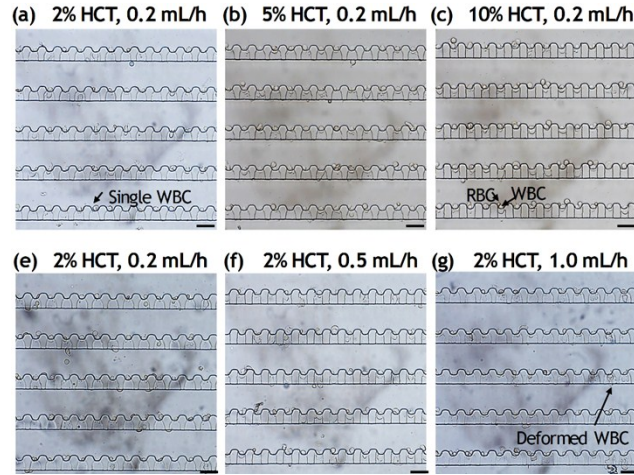 (a) 2% HCT, 0.2 mL/h
(b) 5% HCT, 0.2 mL/h
(c) 10% HCT, 0.2 mL/h
Single WBC
RBG WBC
(e) 2% HCT, 0.2 mL/h
(f) 2% HCT, 0.5 mL/h
(g) 2% HCT, 1.0 mL/h
Deformed WBC